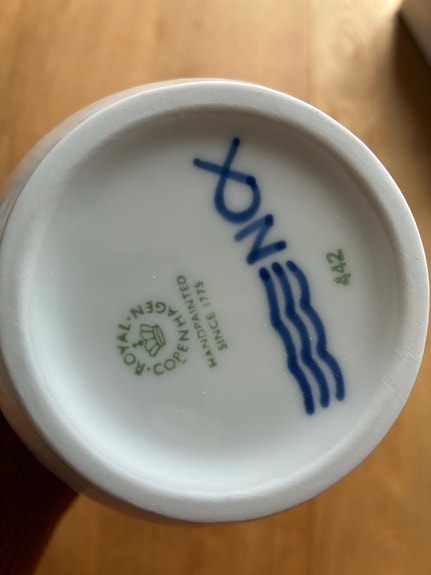 ROYAL COPENHAGEN
HANDPAINTED
SINCE 1775
442